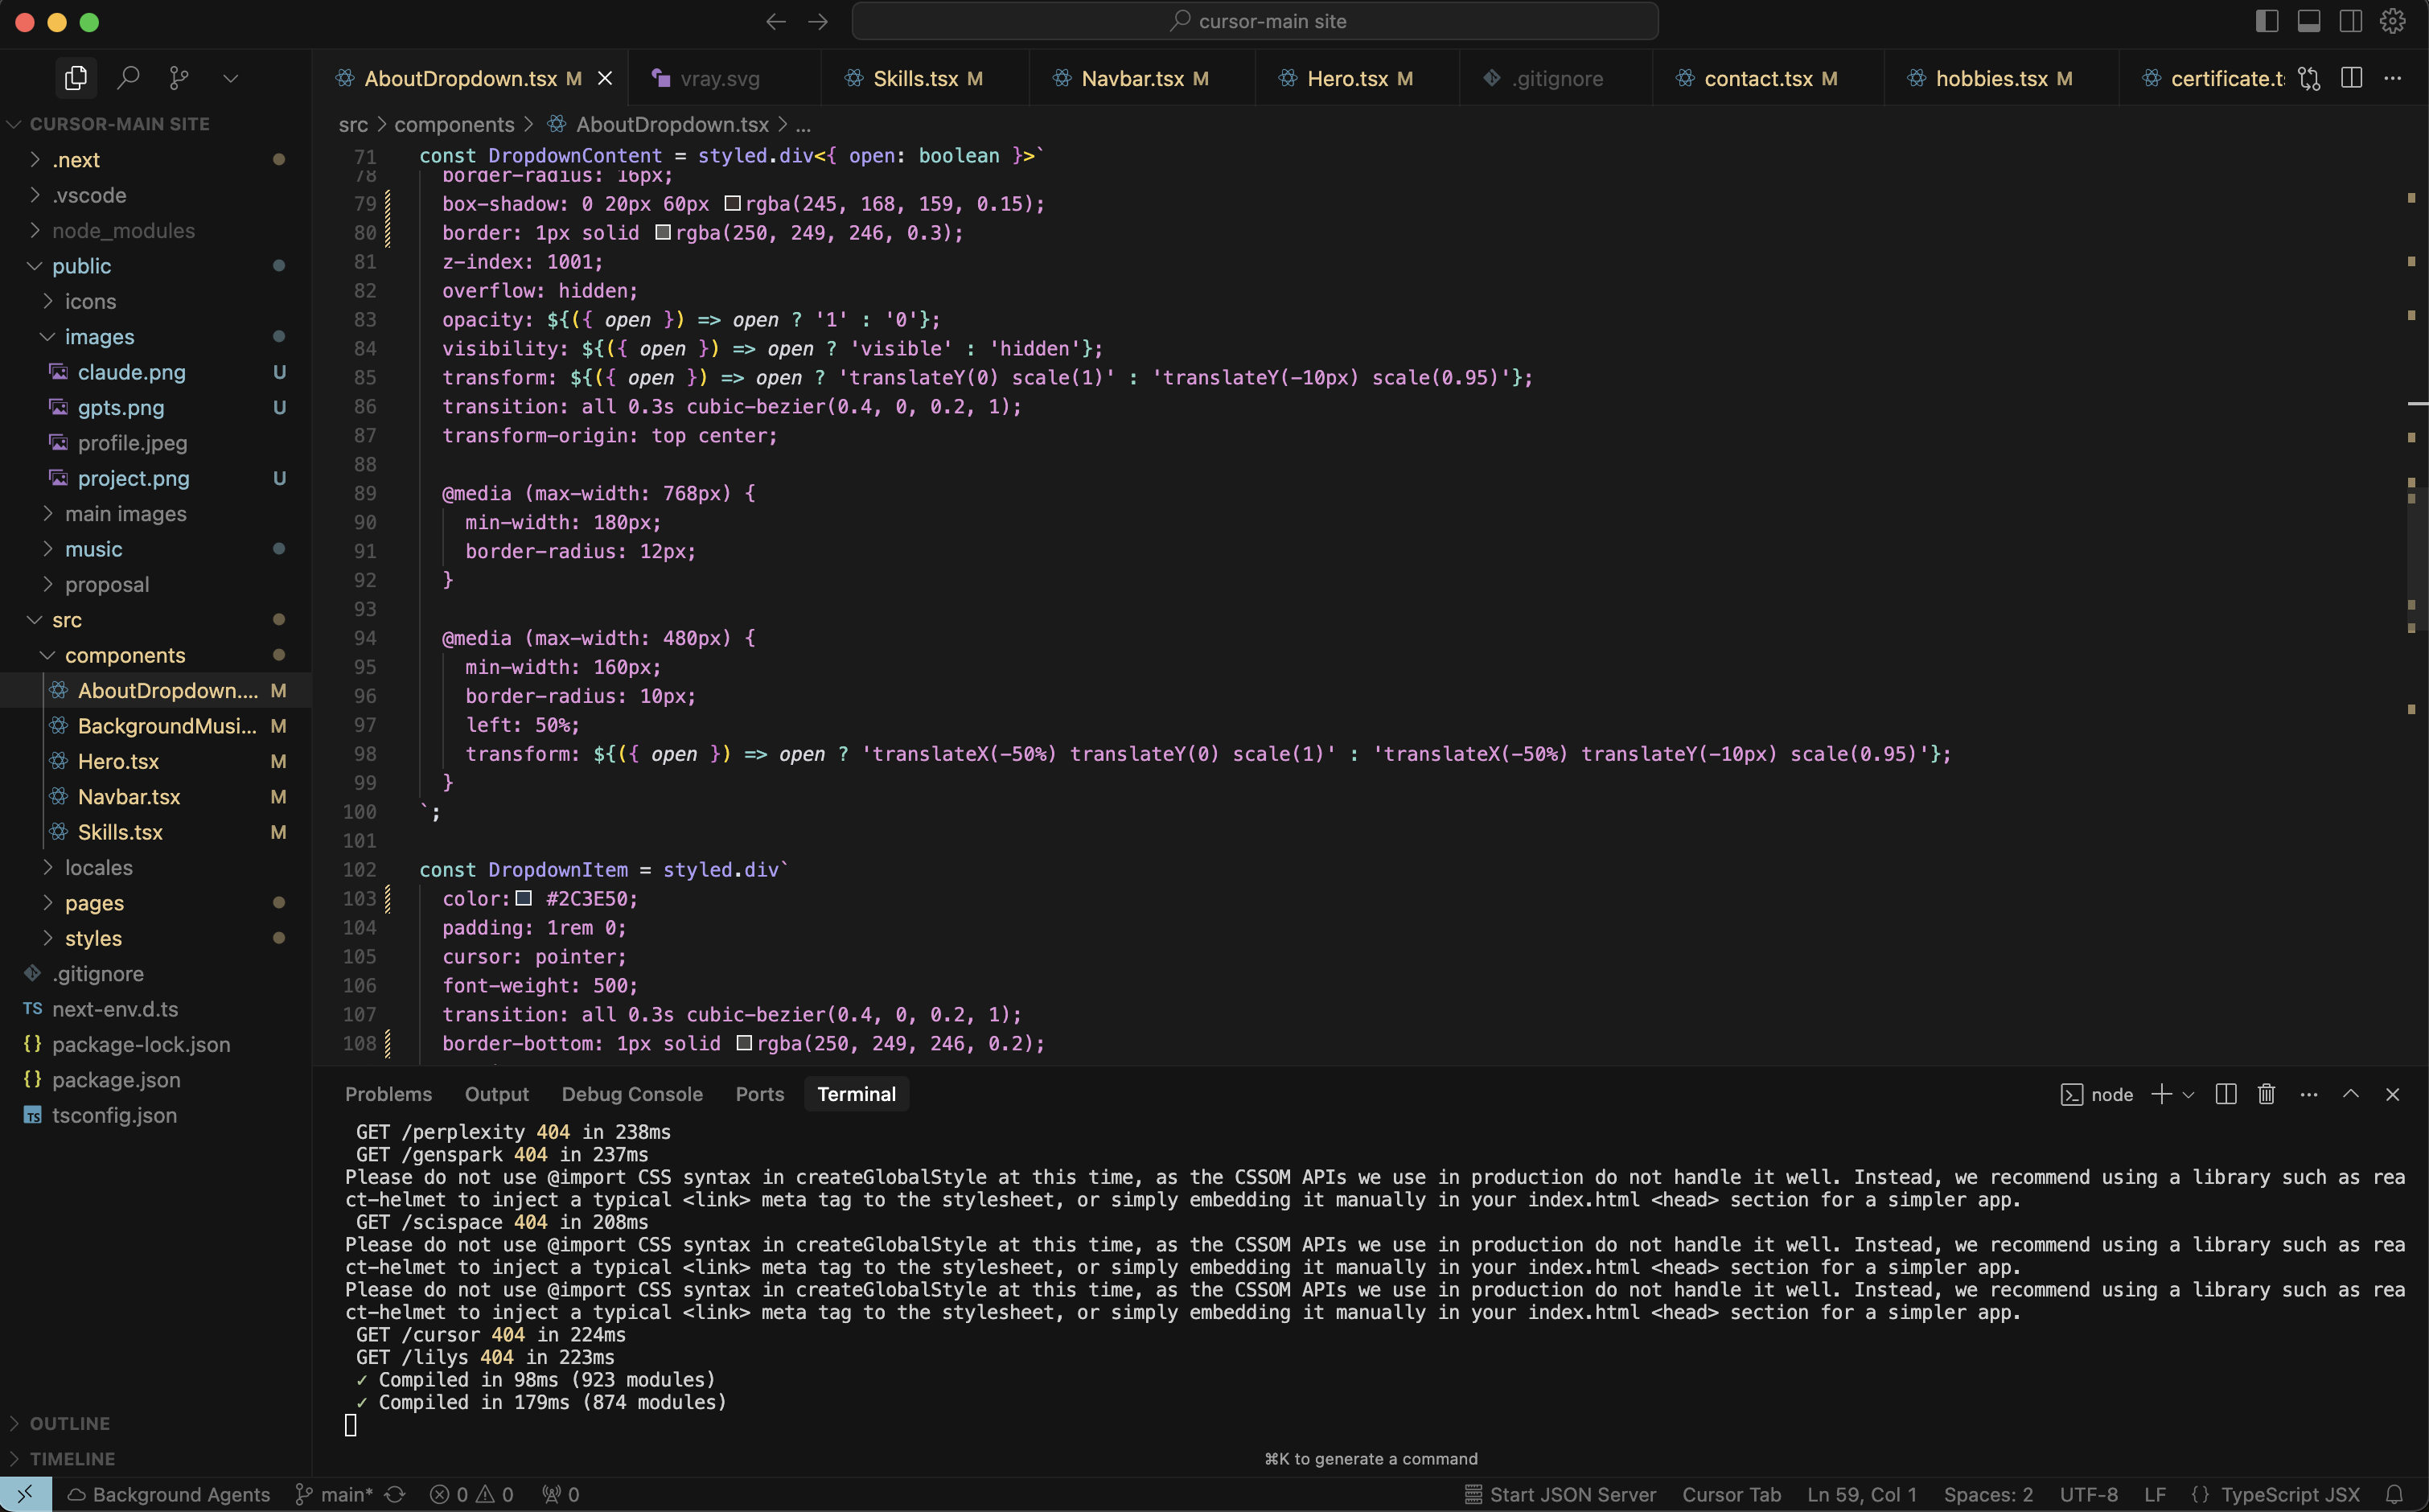 cursor-main site
AboutDropdown.tsx M
vray.svg
Skills.tsx M
Navbar.tsx M
Hero.tsx M
.gitignore
contact.tsx M
hobbies.tsx M
certificate.t
CURSOR-MAIN SITE
.next
.vscode
node_modules
public
icons
images
claude.png U
gpts.png U
profile.jpeg
project.png U
main images
music
proposal
src
components
AboutDropdown.... M
BackgroundMusi... M
Hero.tsx M
Navbar.tsx M
Skills.tsx M
locales
pages
styles
.gitignore
TS next-env.d.ts
{} package-lock.json
{} package.json
TS tsconfig.json
OUTLINE
TIMELINE
src > components > AboutDropdown.tsx > ...
71 const DropdownContent = styled.div<{ open: boolean }>`
78 border-radius: 16px;
79 box-shadow: 0 20px 60px rgba(245, 168, 159, 0.15);
80 border: 1px solid rgba(250, 249, 246, 0.3);
81 z-index: 1001;
82 overflow: hidden;
83 opacity: ${({ open }) => open ? '1' : '0'};
84 visibility: ${({ open }) => open ? 'visible' : 'hidden'};
85 transform: ${({ open }) => open ? 'translateY(0) scale(1)' : 'translateY(-10px) scale(0.95)'};
86 transition: all 0.3s cubic-bezier(0.4, 0, 0.2, 1);
87 transform-origin: top center;
88
89 @media (max-width: 768px) {
90 min-width: 180px;
91 border-radius: 12px;
92 }
93
94 @media (max-width: 480px) {
95 min-width: 160px;
96 border-radius: 10px;
97 left: 50%;
98 transform: ${({ open }) => open ? 'translateX(-50%) translateY(0) scale(1)' : 'translateX(-50%) translateY(-10px) scale(0.95)'};
99 }
100 `;
101
102 const DropdownItem = styled.div`
103 color: #2C3E50;
104 padding: 1rem 0;
105 cursor: pointer;
106 font-weight: 500;
107 transition: all 0.3s cubic-bezier(0.4, 0, 0.2, 1);
108 border-bottom: 1px solid rgba(250, 249, 246, 0.2);
Problems Output Debug Console Ports Terminal
node
GET /perplexity 404 in 238ms
GET /genspark 404 in 237ms
Please do not use @import CSS syntax in createGlobalStyle at this time, as the CSSOM APIs we use in production do not handle it well. Instead, we recommend using a library such as rea
ct-helmet to inject a typical <link> meta tag to the stylesheet, or simply embedding it manually in your index.html <head> section for a simpler app.
GET /scispace 404 in 208ms
Please do not use @import CSS syntax in createGlobalStyle at this time, as the CSSOM APIs we use in production do not handle it well. Instead, we recommend using a library such as rea
ct-helmet to inject a typical <link> meta tag to the stylesheet, or simply embedding it manually in your index.html <head> section for a simpler app.
Please do not use @import CSS syntax in createGlobalStyle at this time, as the CSSOM APIs we use in production do not handle it well. Instead, we recommend using a library such as rea
ct-helmet to inject a typical <link> meta tag to the stylesheet, or simply embedding it manually in your index.html <head> section for a simpler app.
GET /cursor 404 in 224ms
GET /lilys 404 in 223ms
✓ Compiled in 98ms (923 modules)
✓ Compiled in 179ms (874 modules)
⌘K to generate a command
Background Agents main* 0 0 0
Start JSON Server Cursor Tab Ln 59, Col 1 Spaces: 2 UTF-8 LF {} TypeScript JSX